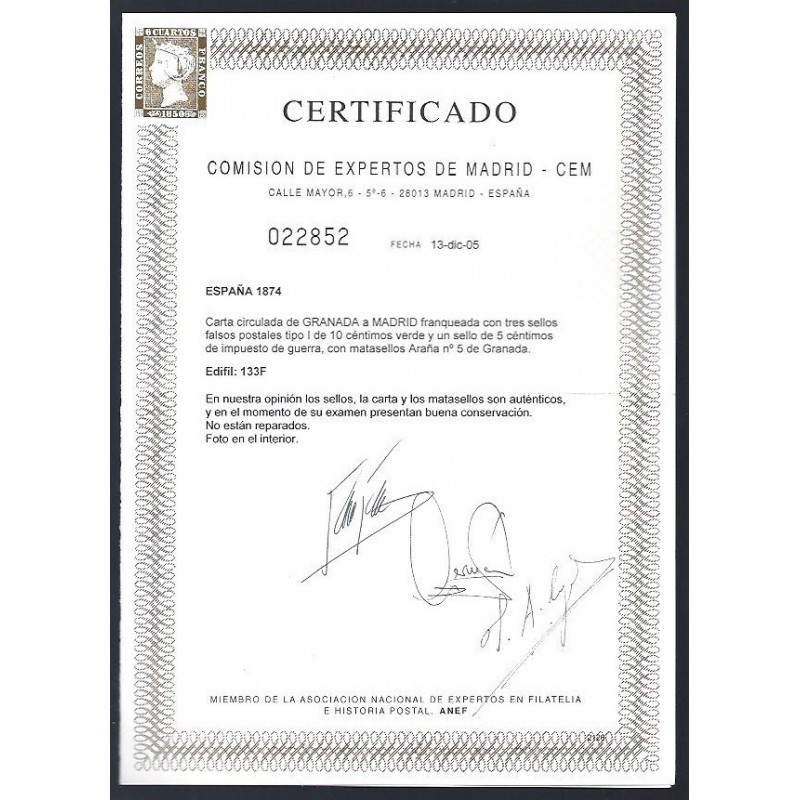 6 CUARTOS
CORREOS
FRANCO
1850
CERTIFICADO
COMISION DE EXPERTOS DE MADRID - CEM
CALLE MAYOR,6 - 5º-6 - 28013 MADRID - ESPAÑA
022852 FECHA 13-dic-05
ESPAÑA 1874
Carta circulada de GRANADA a MADRID franqueada con tres sellos
falsos postales tipo I de 10 céntimos verde y un sello de 5 céntimos
de impuesto de guerra, con matasellos Araña nº 5 de Granada.
Edifil: 133F
En nuestra opinión los sellos, la carta y los matasellos son auténticos,
y en el momento de su examen presentan buena conservación.
No están reparados.
Foto en el interior.
MIEMBRO DE LA ASOCIACION NACIONAL DE EXPERTOS EN FILATELIA
E HISTORIA POSTAL. ANEF